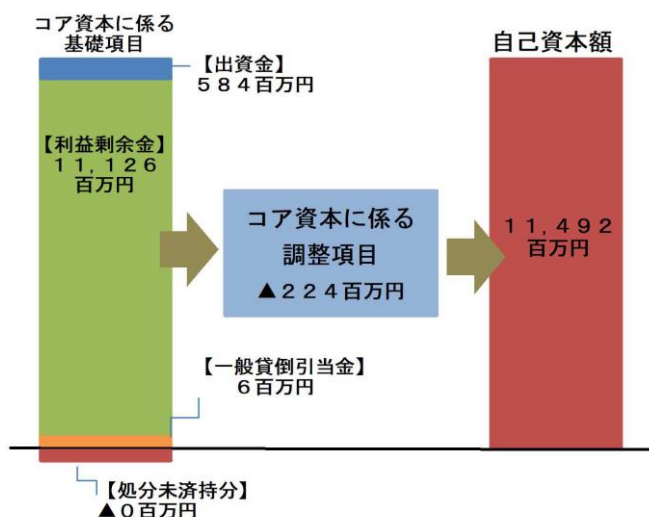 コア資本に係る
基礎項目
【出資金】
５８４百万円
【利益剰余金】
１１,１２６
百万円
コア資本に係る
調整項目
▲２２４百万円
自己資本額
１１,４９２
百万円
【一般貸倒引当金】
６百万円
【処分未済持分】
▲０百万円